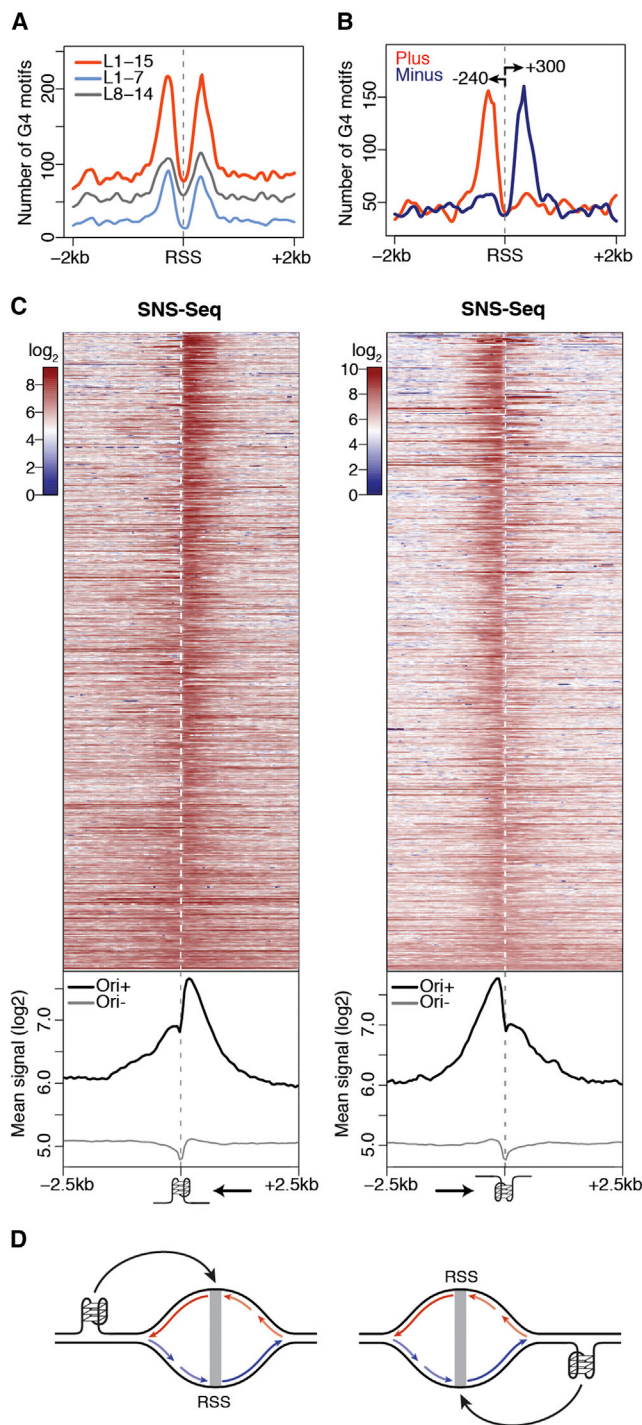 A
Number of G4 motifs
200
100
50
0
L1–15
L1–7
L8–14
−2kb
RSS
+2kb
B
Number of G4 motifs
150
100
50
Plus
Minus
-240
+300
−2kb
RSS
+2kb
C
SNS-Seq
log2
8
6
4
2
0
SNS-Seq
log2
10
8
6
4
2
0
Mean signal (log2)
7.0
6.0
5.0
Ori+
Ori-
−2.5kb
+2.5kb
Mean signal (log2)
7.0
6.0
5.0
Ori+
Ori-
−2.5kb
+2.5kb
D
RSS
RSS